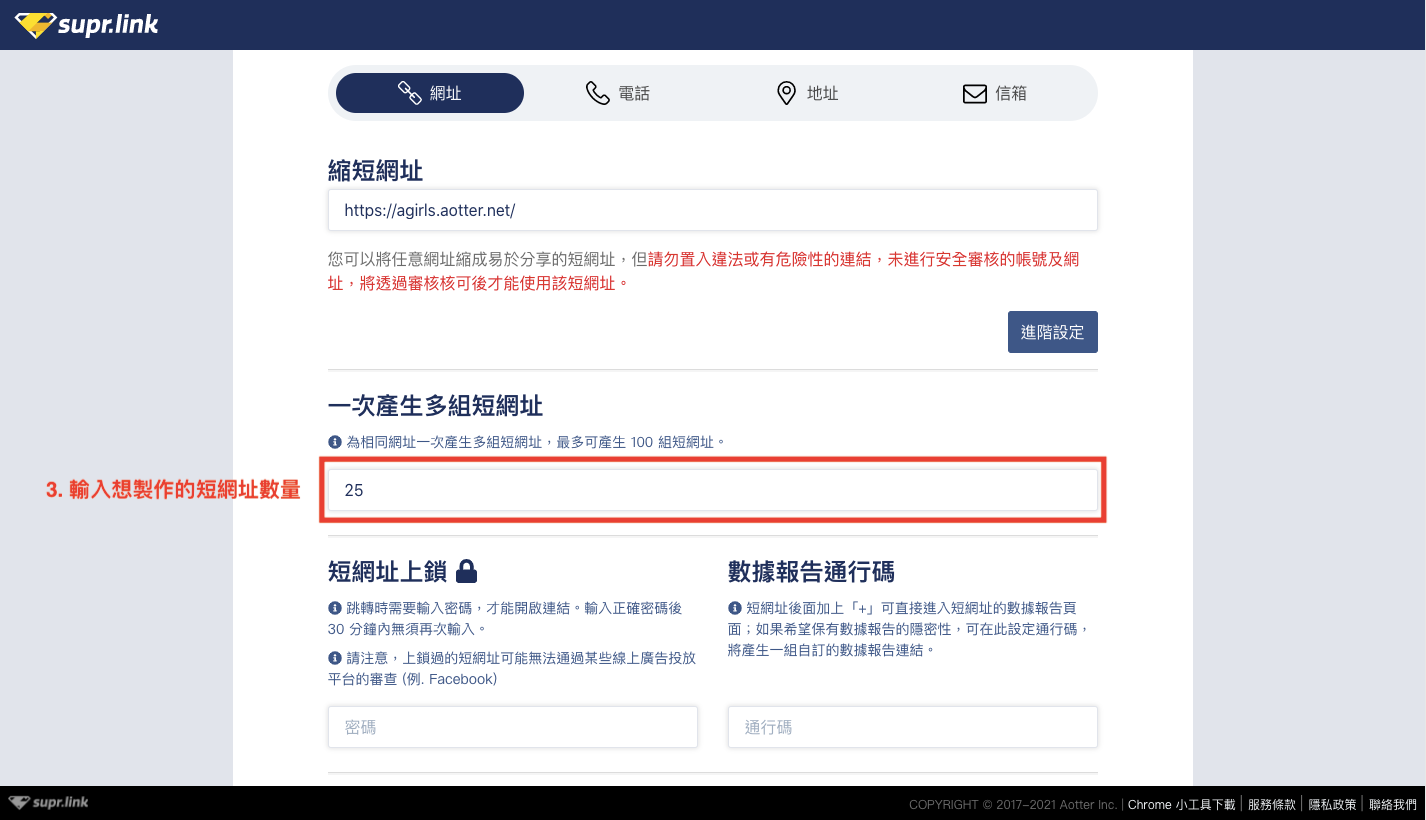 supr.link
網址
電話
地址
信箱
縮短網址
https://agirls.aotter.net/
您可以將任意網址縮成易於分享的短網址，但請勿置入違法或有危險性的連結，未進行安全審核的帳號及網
址，將透過審核核可後才能使用該短網址。
進階設定
一次產生多組短網址
為相同網址一次產生多組短網址，最多可產生 100 組短網址。
3. 輸入想製作的短網址數量
25
短網址上鎖
跳轉時需要輸入密碼，才能開啟連結。輸入正確密碼後
30 分鐘內無須再次輸入。
請注意，上鎖過的短網址可能無法通過某些線上廣告投放
平台的審查 (例. Facebook)
密碼
數據報告通行碼
短網址後面加上「+」可直接進入短網址的數據報告頁
面；如果希望保有數據報告的隱密性，可在此設定通行碼，
將產生一組自訂的數據報告連結。
通行碼
supr.link
COPYRIGHT © 2017–2021 Aotter Inc. | Chrome 小工具下載 | 服務條款 | 隱私政策 | 聯絡我們